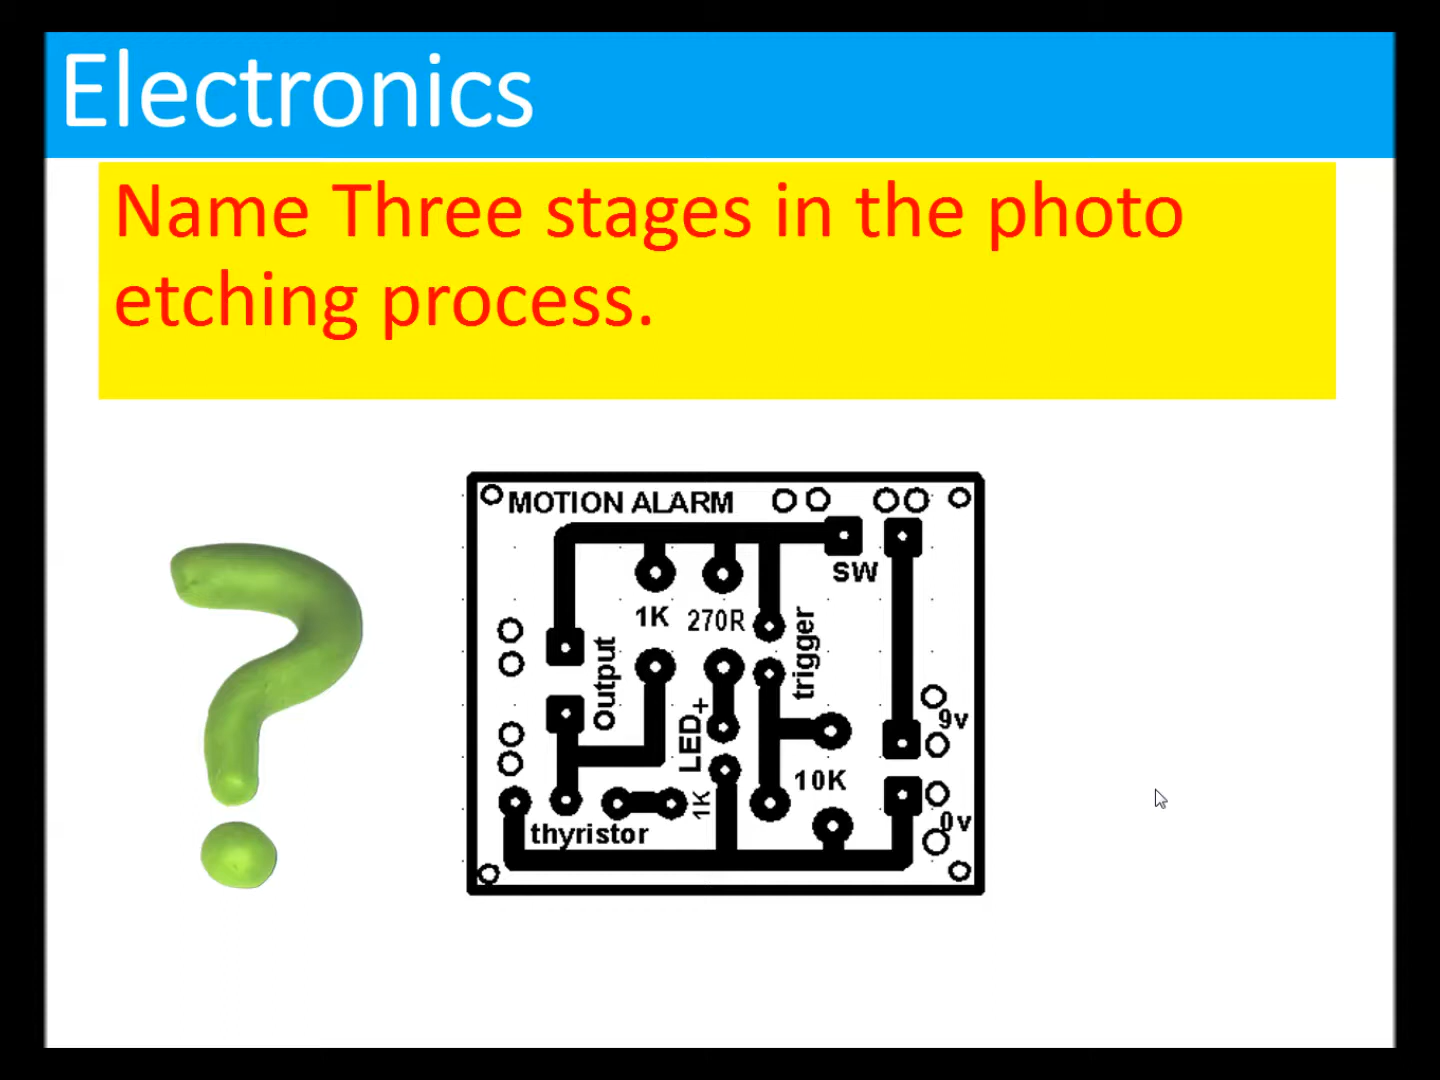 Electronics
Name Three stages in the photo
etching process.
MOTION ALARM
SW
1K
270R
trigger
Output
LED
+
9v
10K
1K
0v
thyristor